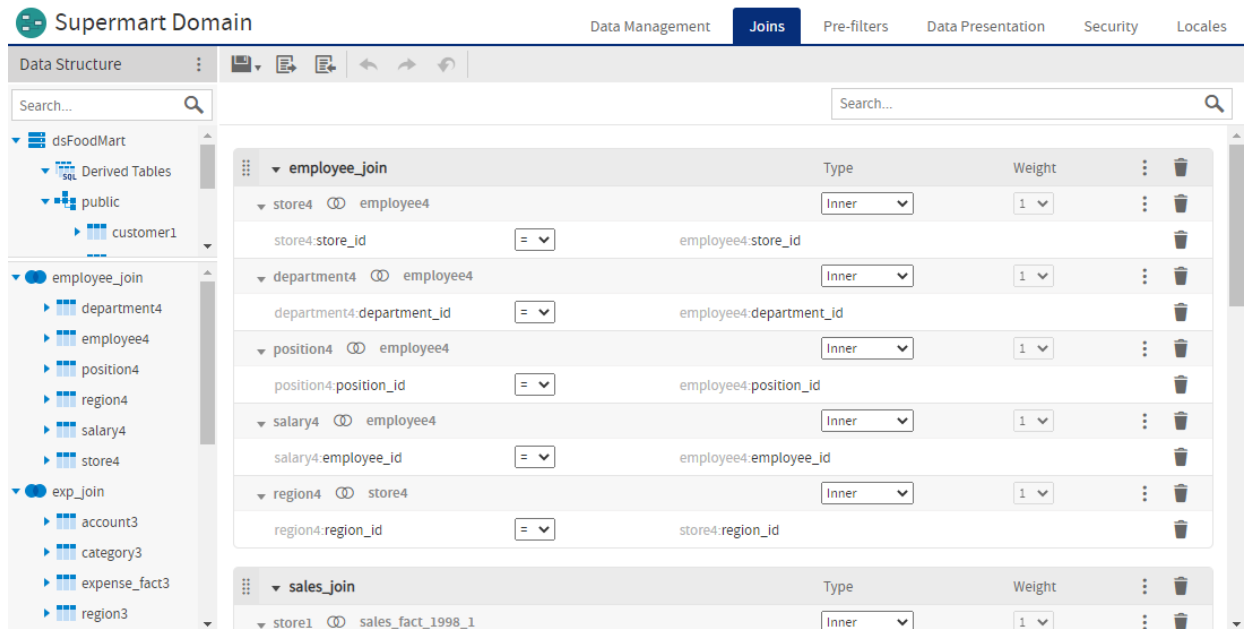 Supermart Domain
Data Management Joins Pre-filters Data Presentation Security Locales
Data Structure
Search...
Search...
dsFoodMart
SQL Derived Tables
public
customer1
employee_join
department4
employee4
position4
region4
salary4
store4
exp_join
account3
category3
expense_fact3
region3
employee_join Type Weight
store4 employee4 Inner 1
store4:store_id = employee4:store_id
department4 employee4 Inner 1
department4:department_id = employee4:department_id
position4 employee4 Inner 1
position4:position_id = employee4:position_id
salary4 employee4 Inner 1
salary4:employee_id = employee4:employee_id
region4 store4 Inner 1
region4:region_id = store4:region_id
sales_join Type Weight
store1 sales_fact_1998_1 Inner 1